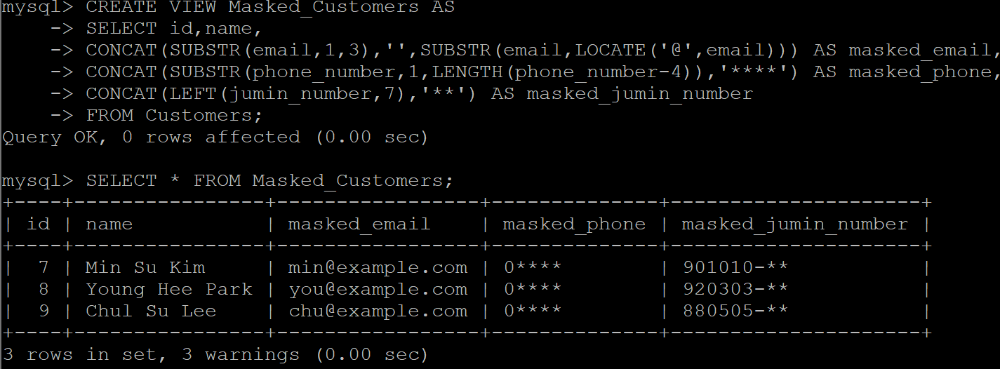 mysql> CREATE VIEW Masked_Customers AS
    -> SELECT id,name,
    -> CONCAT(SUBSTR(email,1,3),'',SUBSTR(email,LOCATE('@',email))) AS masked_email,
    -> CONCAT(SUBSTR(phone_number,1,LENGTH(phone_number-4)),'****') AS masked_phone,
    -> CONCAT(LEFT(jumin_number,7),'**') AS masked_jumin_number
    -> FROM Customers;
Query OK, 0 rows affected (0.00 sec)

mysql> SELECT * FROM Masked_Customers;
+----+----------------+-----------------+--------------+---------------------+
| id | name           | masked_email    | masked_phone | masked_jumin_number |
+----+----------------+-----------------+--------------+---------------------+
|  7 | Min Su Kim     | min@example.com | 0****        | 901010-**           |
|  8 | Young Hee Park | you@example.com | 0****        | 920303-**           |
|  9 | Chul Su Lee    | chu@example.com | 0****        | 880505-**           |
+----+----------------+-----------------+--------------+---------------------+
3 rows in set, 3 warnings (0.00 sec)